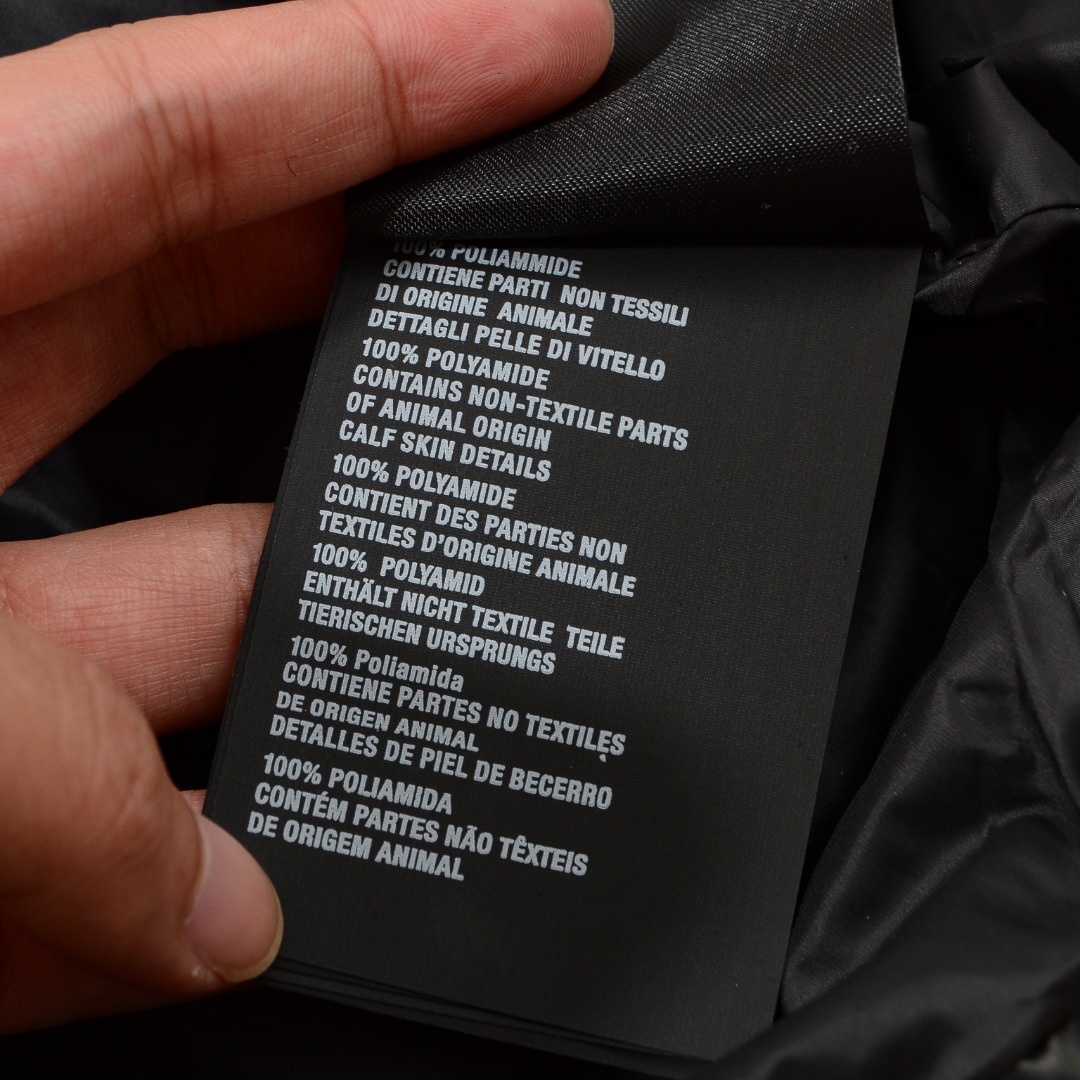 100% POLIAMMIDE
CONTIENE PARTI NON TESSILI
DI ORIGINE ANIMALE
DETTAGLI PELLE DI VITELLO
100% POLYAMIDE
CONTAINS NON-TEXTILE PARTS
OF ANIMAL ORIGIN
CALF SKIN DETAILS
100% POLYAMIDE
CONTIENT DES PARTIES NON
TEXTILES D'ORIGINE ANIMALE
100% POLYAMID
ENTHÄLT NICHT TEXTILE TEILE
TIERISCHEN URSPRUNGS
100% Poliamida
CONTIENE PARTES NO TEXTILES
DE ORIGEN ANIMAL
DETALLES DE PIEL DE BECERRO
100% POLIAMIDA
CONTÉM PARTES NÃO TÊXTEIS
DE ORIGEM ANIMAL